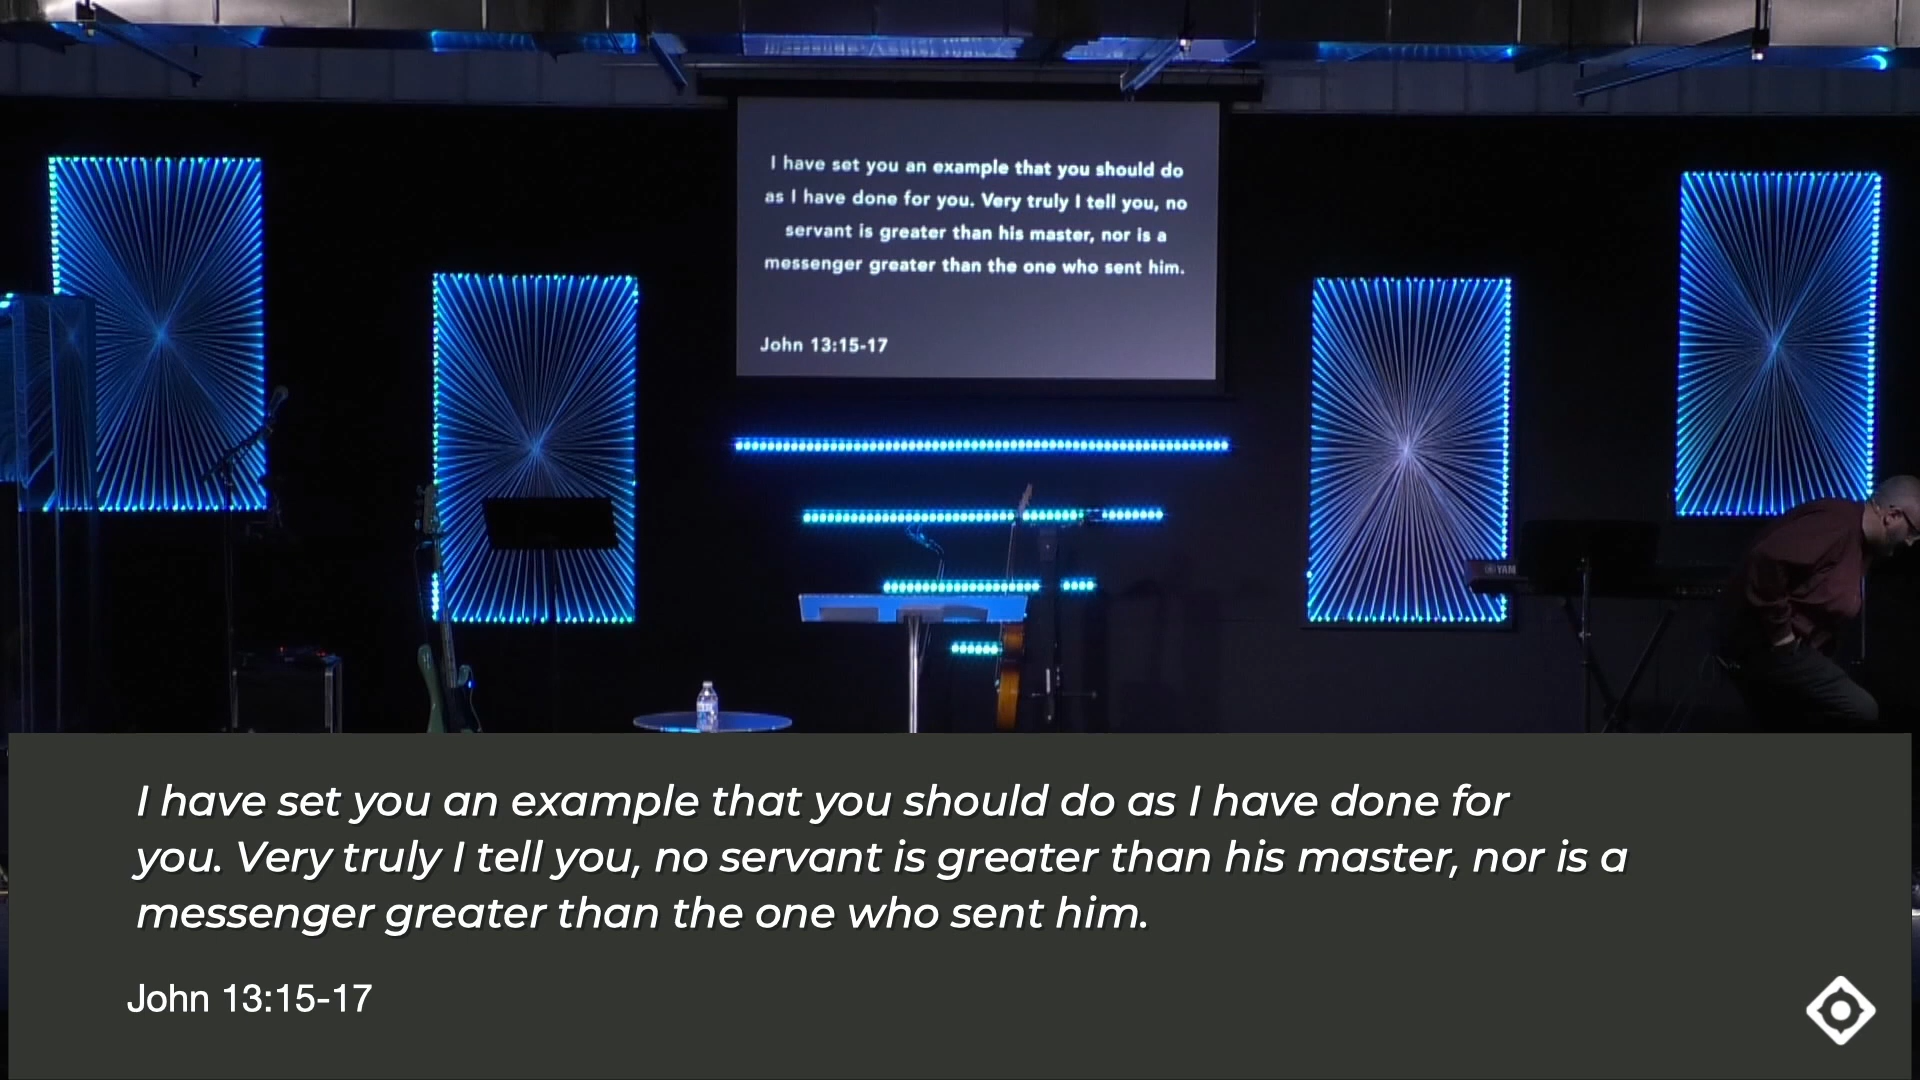 I have set you an example that you should do
as I have done for you. Very truly I tell you, no
servant is greater than his master, nor is a
messenger greater than the one who sent him.
John 13:15-17
YAM
I have set you an example that you should do as I have done for
you. Very truly I tell you, no servant is greater than his master, nor is a
messenger greater than the one who sent him.
John 13:15-17